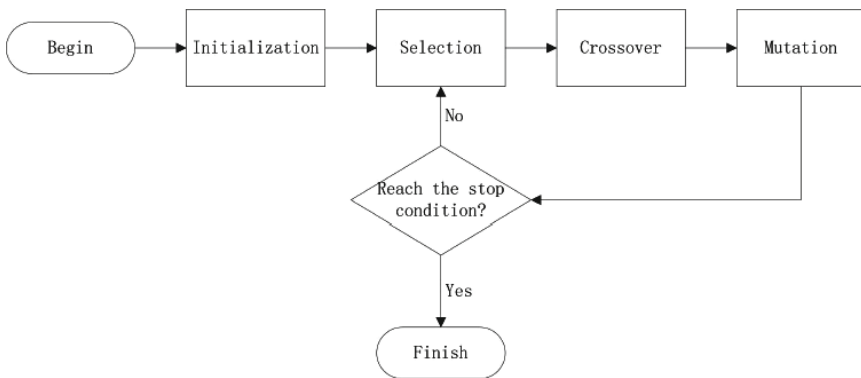 Begin
Initialization
Selection
Crossover
Mutation
No
Reach the stop
condition?
Yes
Finish